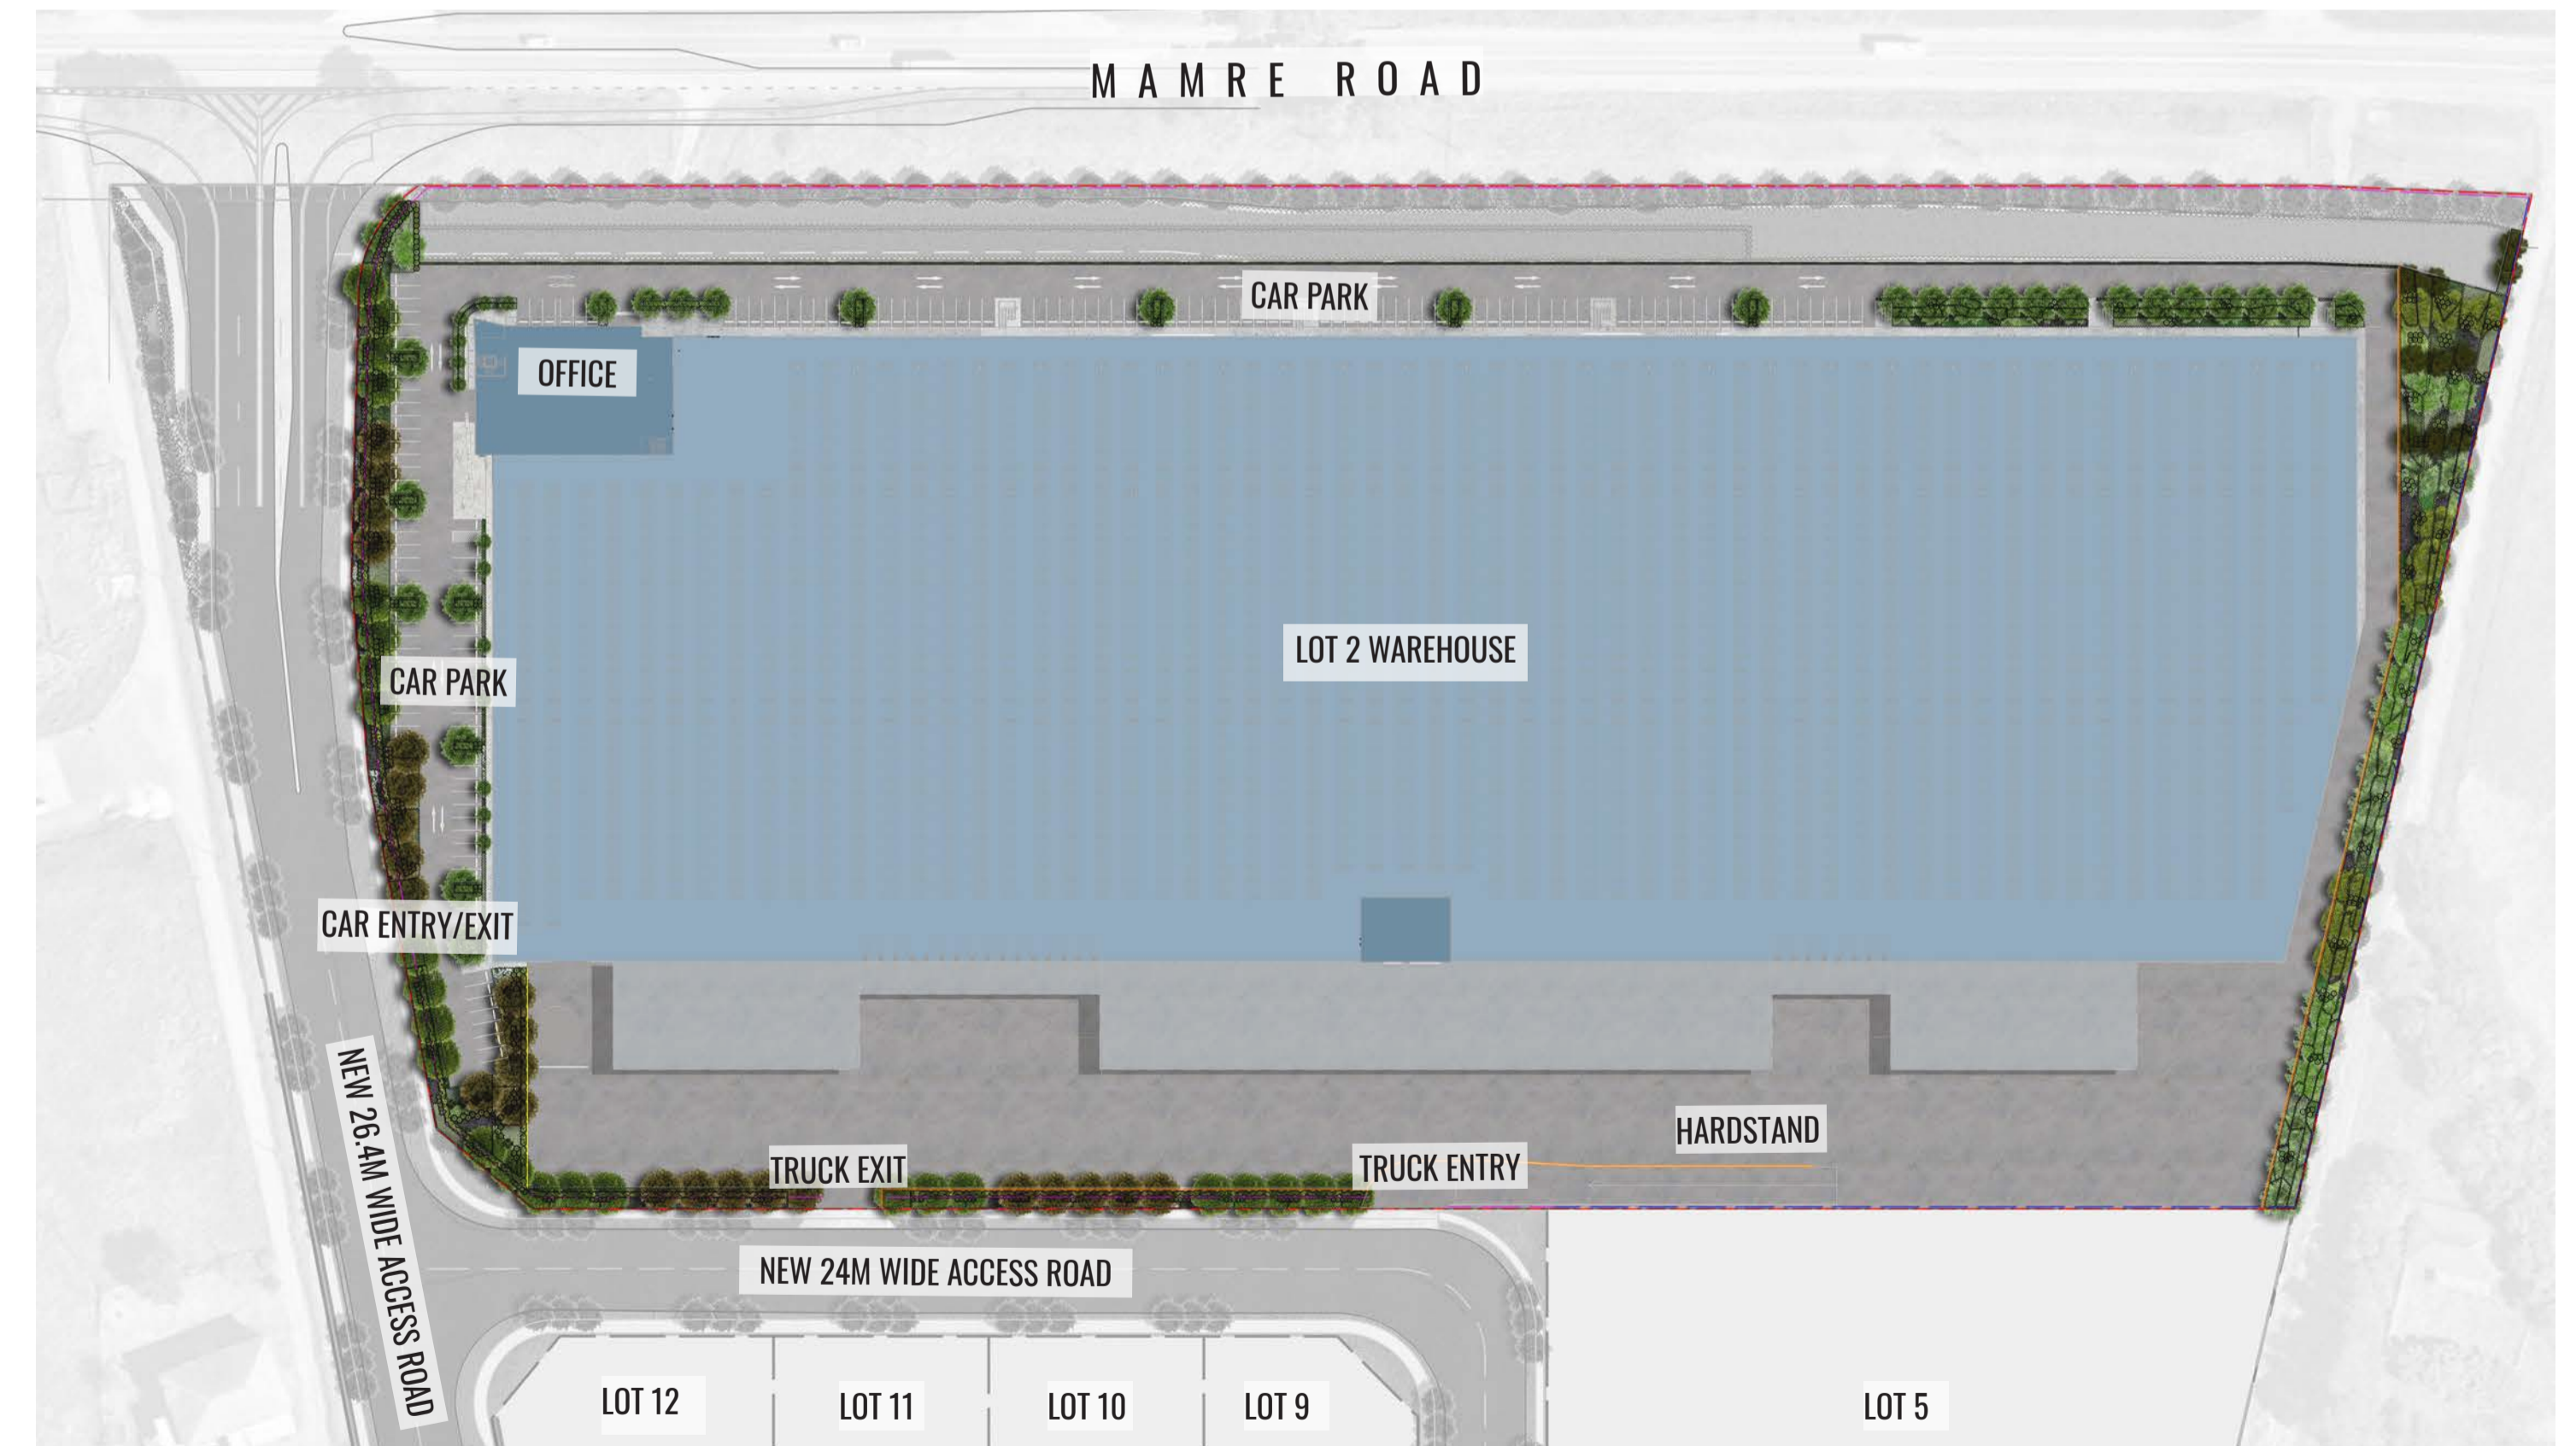 MAMRE ROAD
CAR PARK
OFFICE
LOT 2 WAREHOUSE
CAR PARK
CAR ENTRY/EXIT
HARDSTAND
TRUCK EXIT
TRUCK ENTRY
NEW 26.4M WIDE ACCESS ROAD
NEW 24M WIDE ACCESS ROAD
LOT 12
LOT 11
LOT 10
LOT 9
LOT 5